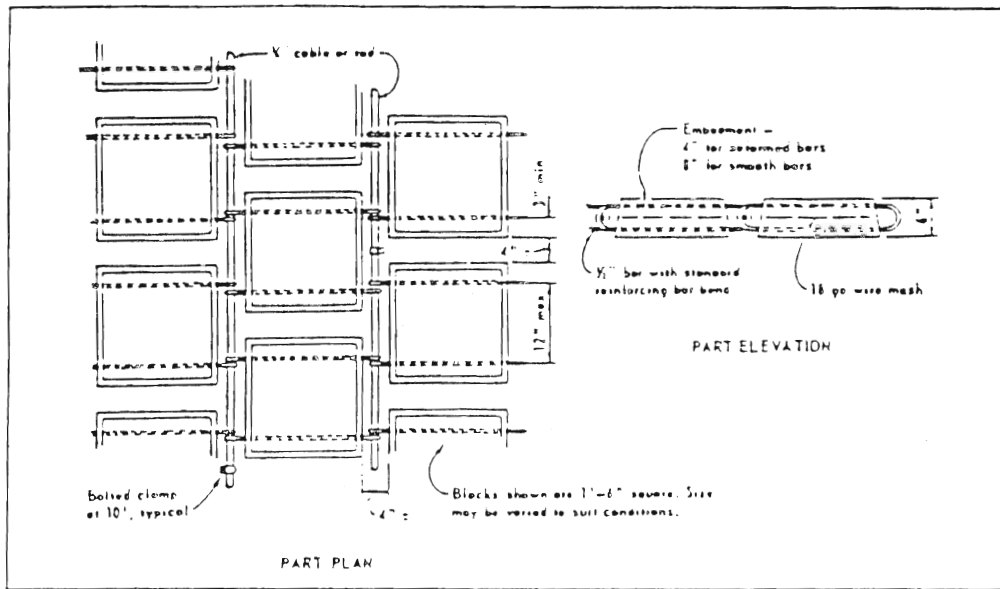 cable or rod
Embedment –
4" for deformed bars
8" for smooth bars
3" min
4" ±
½" bar with standard
reinforcing bar bend
18 ga wire mesh
12" max
PART ELEVATION
Bolted clamp
at 10', typical
4" ±
Blocks shown are 1'–6" square. Size
may be varied to suit conditions.
PART PLAN